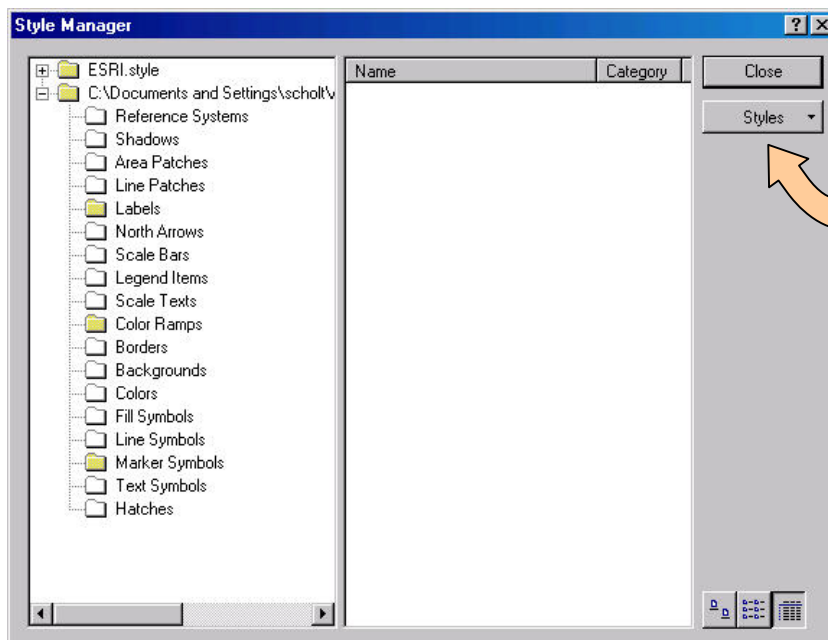 Style Manager
ESRI.style
C:\Documents and Settings\scholt\
Reference Systems
Shadows
Area Patches
Line Patches
Labels
North Arrows
Scale Bars
Legend Items
Scale Texts
Color Ramps
Borders
Backgrounds
Colors
Fill Symbols
Line Symbols
Marker Symbols
Text Symbols
Hatches
Name Category
Close
Styles